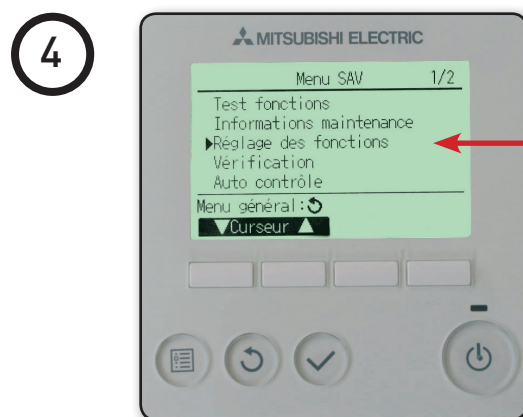 4
MITSUBISHI ELECTRIC
Menu SAV 1/2
Test fonctions
Informations maintenance
▶Réglage des fonctions
Vérification
Auto contrôle
Menu général:↺
▼Curseur▲